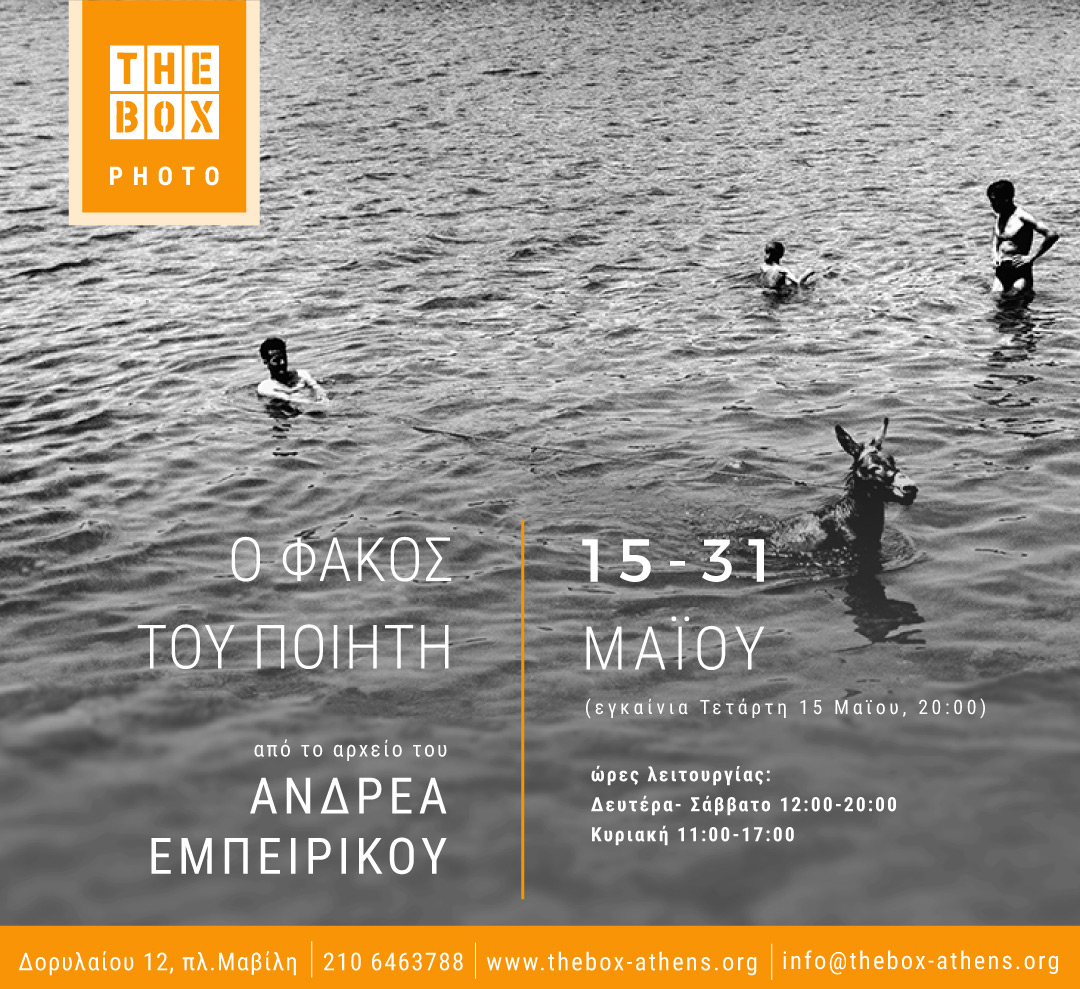 THE
BOX
PHOTO
Ο ΦΑΚΟΣ
ΤΟΥ ΠΟΙΗΤΗ
από το αρχείο του
ΑΝΔΡΕΑ
ΕΜΠΕΙΡΙΚΟΥ
15-31
ΜΑΪΟΥ
(εγκαίνια Τετάρτη 15 Μαϊου, 20:00)
ώρες λειτουργίας:
Δευτέρα- Σάββατο 12:00-20:00
Κυριακή 11:00-17:00
Δορυλαίου 12, πλ.Μαβίλη | 210 6463788 | www.thebox-athens.org | info@thebox-athens.org